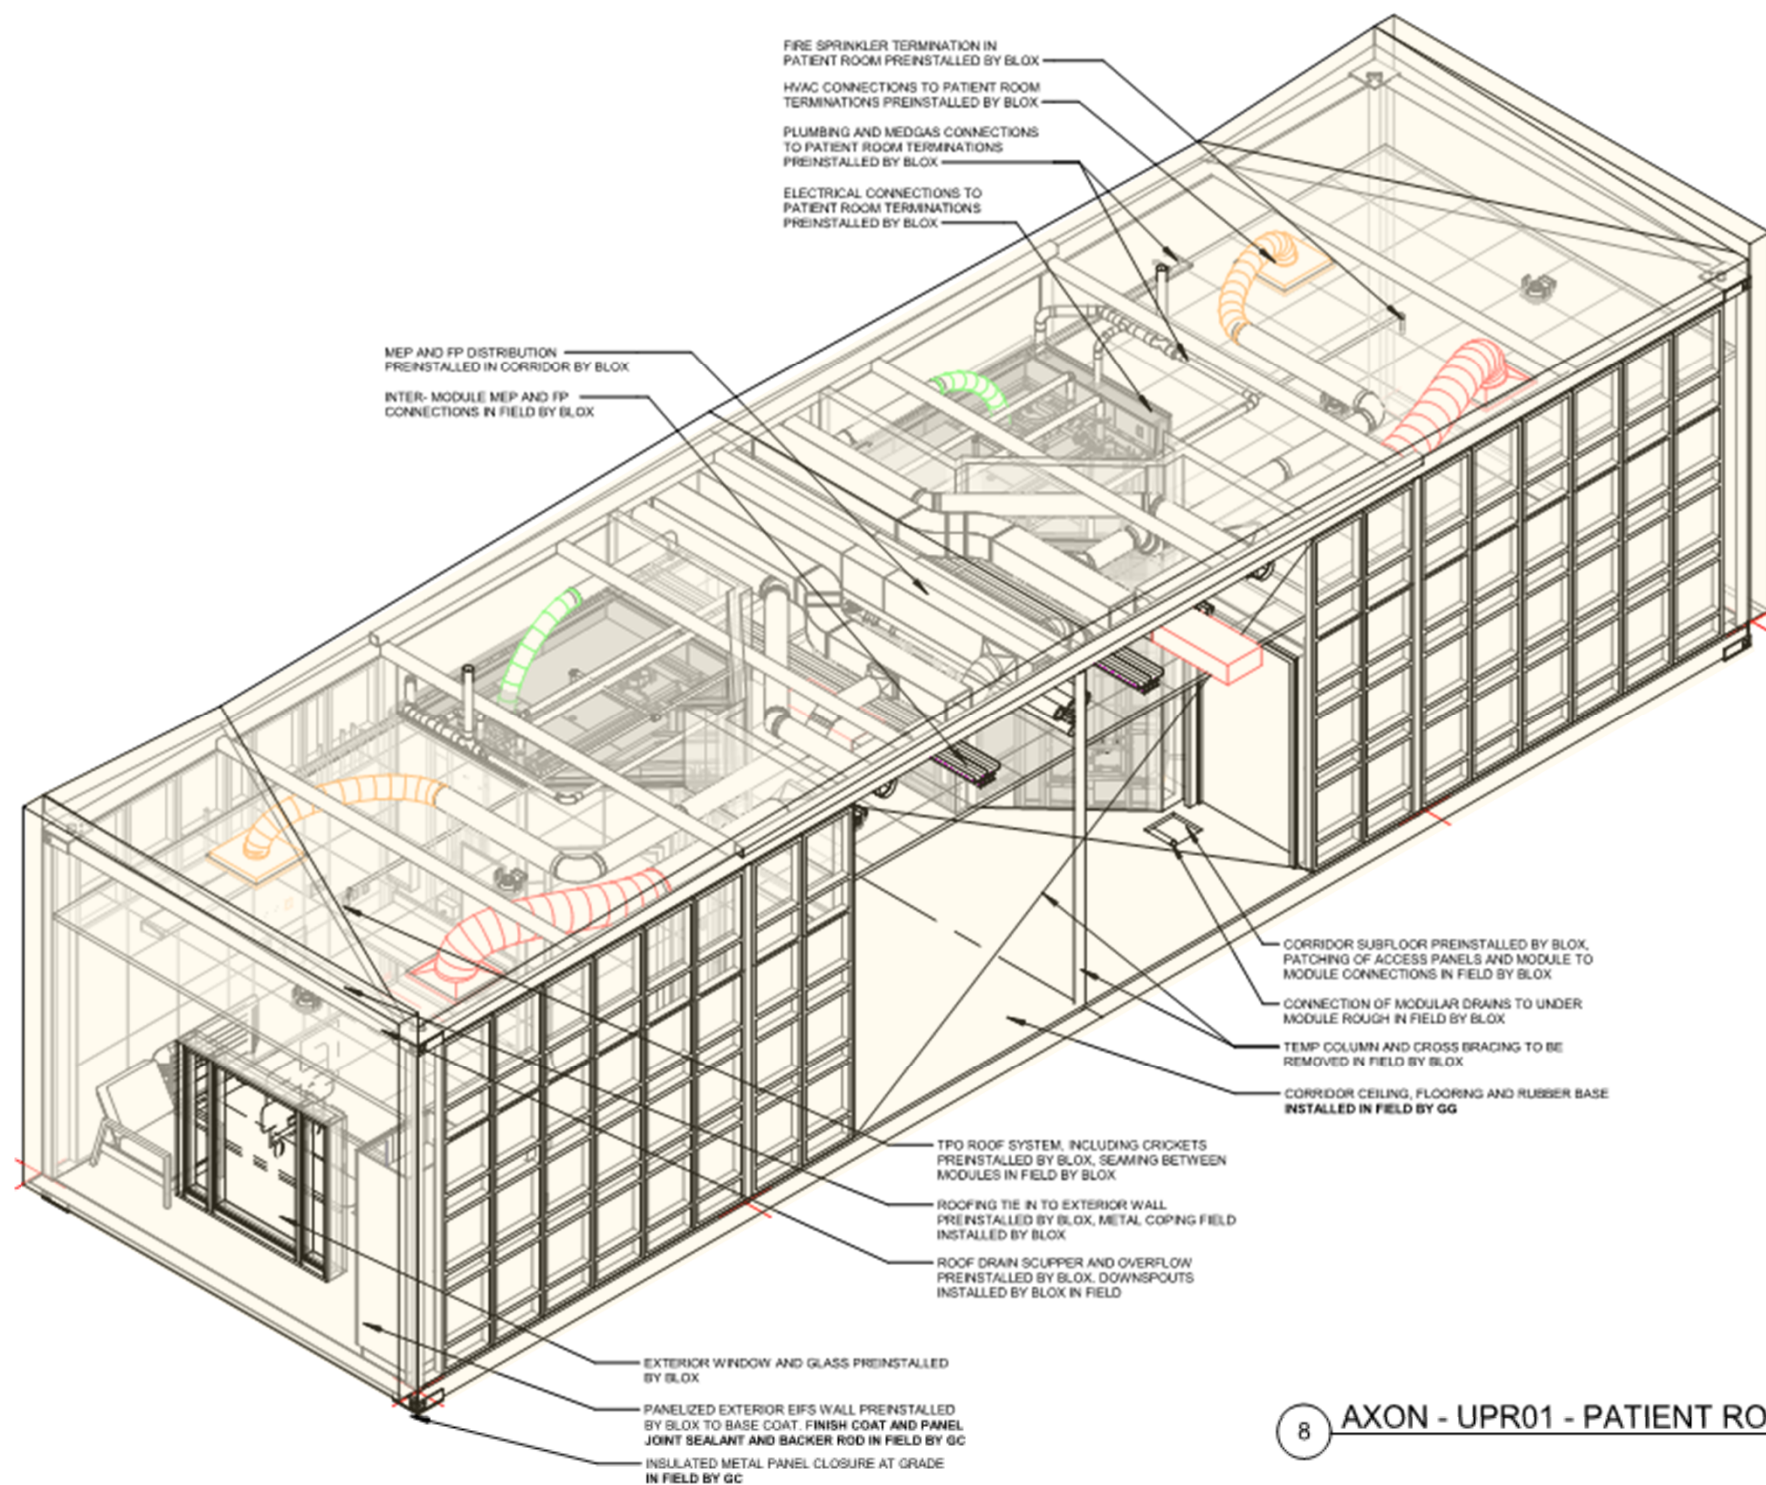 FIRE SPRINKLER TERMINATION IN
PATIENT ROOM PREINSTALLED BY BLOX
HVAC CONNECTIONS TO PATIENT ROOM
TERMINATIONS PREINSTALLED BY BLOX
PLUMBING AND MEDGAS CONNECTIONS
TO PATIENT ROOM TERMINATIONS
PREINSTALLED BY BLOX
ELECTRICAL CONNECTIONS TO
PATIENT ROOM TERMINATIONS
PREINSTALLED BY BLOX
MEP AND FP DISTRIBUTION
PREINSTALLED IN CORRIDOR BY BLOX
INTER- MODULE MEP AND FP
CONNECTIONS IN FIELD BY BLOX
CORRIDOR SUBFLOOR PREINSTALLED BY BLOX,
PATCHING OF ACCESS PANELS AND MODULE TO
MODULE CONNECTIONS IN FIELD BY BLOX
CONNECTION OF MODULAR DRAINS TO UNDER
MODULE ROUGH IN FIELD BY BLOX
TEMP COLUMN AND CROSS BRACING TO BE
REMOVED IN FIELD BY BLOX
CORRIDOR CEILING, FLOORING AND RUBBER BASE
INSTALLED IN FIELD BY GG
TPO ROOF SYSTEM, INCLUDING CRICKETS
PREINSTALLED BY BLOX, SEAMING BETWEEN
MODULES IN FIELD BY BLOX
ROOFING TIE IN TO EXTERIOR WALL
PREINSTALLED BY BLOX, METAL COPING FIELD
INSTALLED BY BLOX
ROOF DRAIN SCUPPER AND OVERFLOW
PREINSTALLED BY BLOX. DOWNSPOUTS
INSTALLED BY BLOX IN FIELD
EXTERIOR WINDOW AND GLASS PREINSTALLED
BY BLOX
PANELIZED EXTERIOR EIFS WALL PREINSTALLED
BY BLOX TO BASE COAT. FINISH COAT AND PANEL
JOINT SEALANT AND BACKER ROD IN FIELD BY GC
INSULATED METAL PANEL CLOSURE AT GRADE
IN FIELD BY GC
8 AXON - UPR01 - PATIENT RO